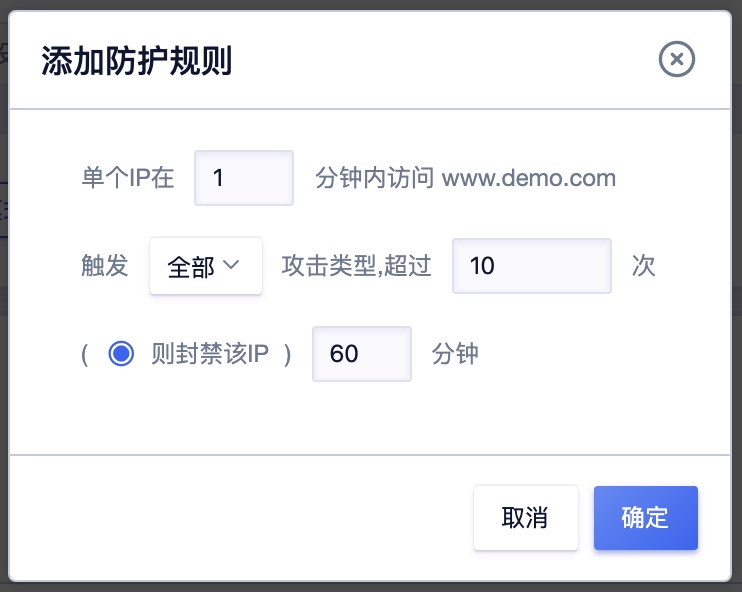 添加防护规则
单个IP在 1 分钟内访问 www.demo.com
触发 全部 攻击类型,超过 10 次
( 则封禁该IP ) 60 分钟
取消 确定